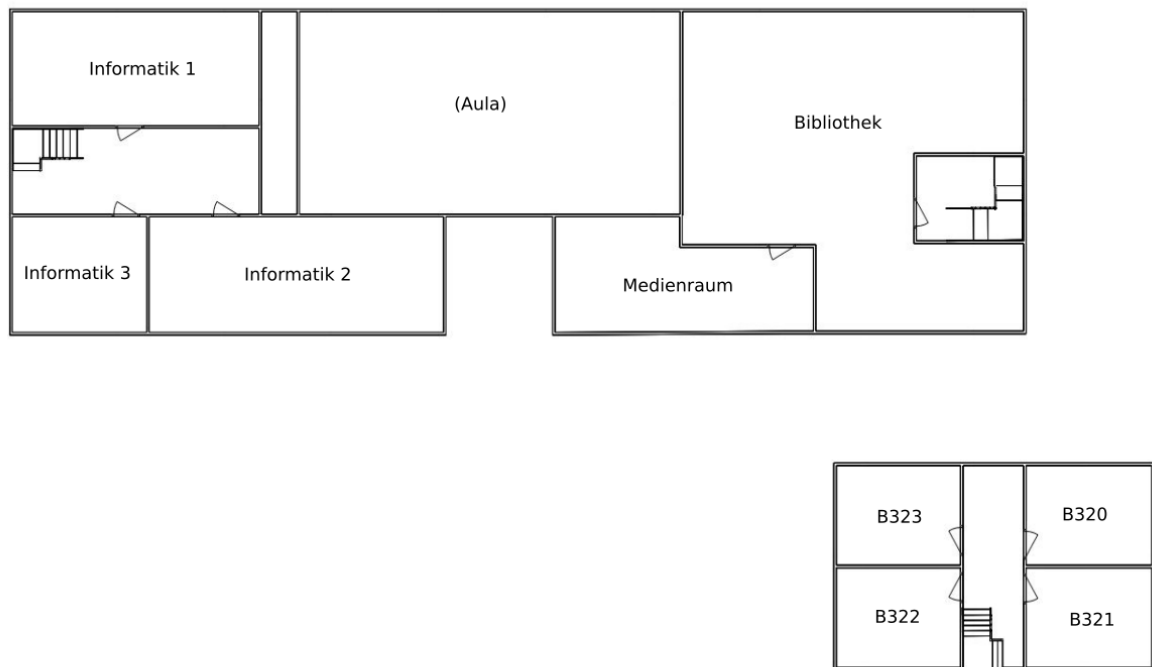 Informatik 1
(Aula)
Bibliothek
Informatik 3
Informatik 2
Medienraum
B323
B320
B322
B321